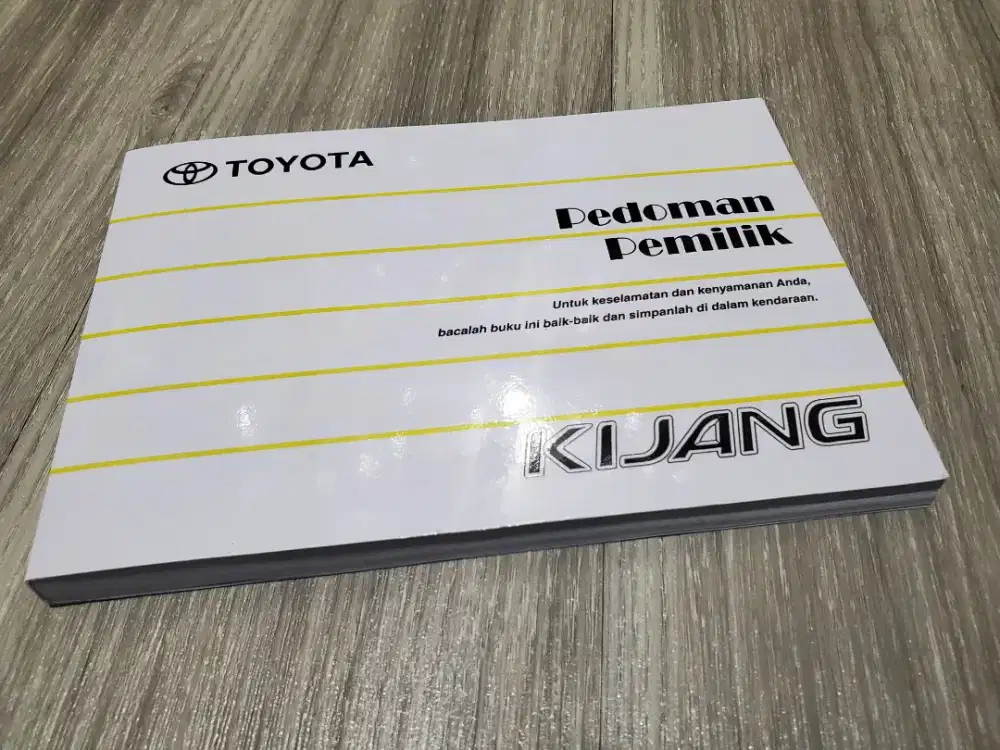 TOYOTA
Pedoman
Pemilik
Untuk keselamatan dan kenyamanan Anda,
bacalah buku ini baik-baik dan simpanlah di dalam kendaraan.
KIJANG